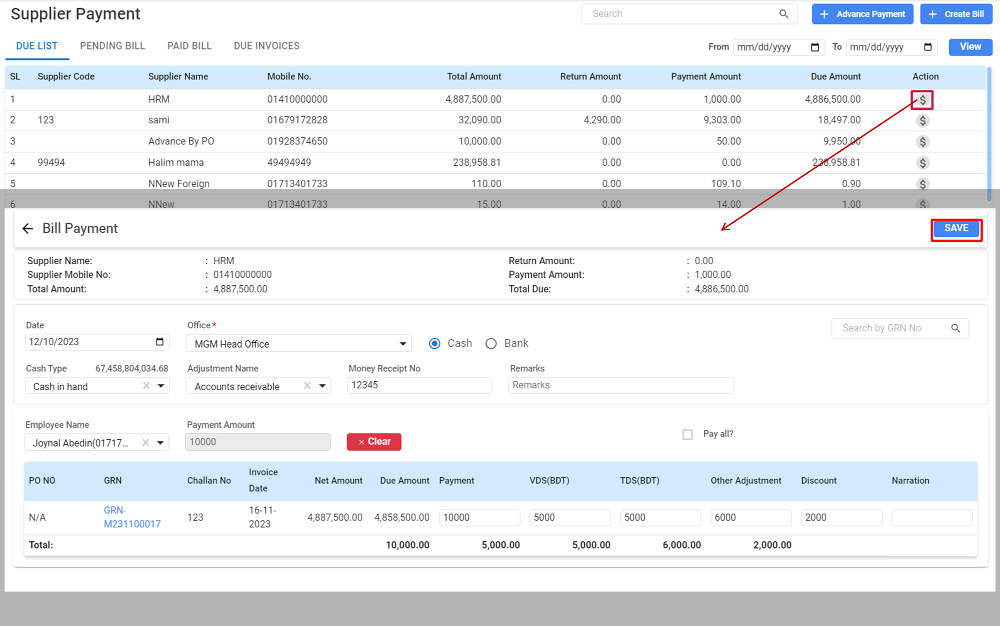 Supplier Payment
Search
+ Advance Payment
+ Create Bill
DUE LIST PENDING BILL PAID BILL DUE INVOICES
From mm/dd/yyyy To mm/dd/yyyy View
SL Supplier Code Supplier Name Mobile No. Total Amount Return Amount Payment Amount Due Amount Action
1 HRM 01410000000 4,887,500.00 0.00 1,000.00 4,886,500.00 $
2 123 sami 01679172828 32,090.00 4,290.00 9,303.00 18,497.00 $
3 Advance By PO 01928374650 10,000.00 0.00 50.00 9,950.00 $
4 99494 Halim mama 49494949 238,958.81 0.00 0.00 238,958.81 $
5 NNew Foreign 01713401733 110.00 0.00 109.10 0.90 $
6 NNew 01713401733 15.00 0.00 14.00 1.00 $
Bill Payment SAVE
Supplier Name: : HRM Return Amount: : 0.00
Supplier Mobile No: : 01410000000 Payment Amount: : 1,000.00
Total Amount: : 4,887,500.00 Total Due: : 4,886,500.00
Date Office*
12/10/2023 MGM Head Office Cash Bank Search by GRN No
Cash Type 67,458,804,034.68 Adjustment Name Money Receipt No Remarks
Cash in hand × Accounts receivable × 12345 Remarks
Employee Name Payment Amount
Joynal Abedin(01717... × 10000 × Clear Pay all?
PO NO GRN Challan No Invoice Date Net Amount Due Amount Payment VDS(BDT) TDS(BDT) Other Adjustment Discount Narration
N/A GRN-M231100017 123 16-11-2023 4,887,500.00 4,858,500.00 10000 5000 5000 6000 2000
Total: 10,000.00 5,000.00 5,000.00 6,000.00 2,000.00